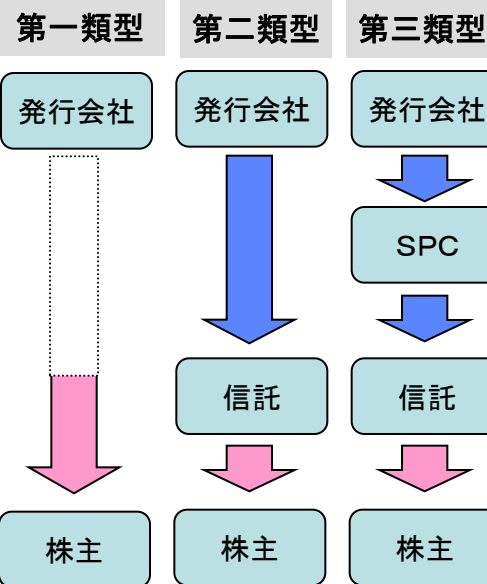 第一類型
第二類型
第三類型
発行会社
発行会社
発行会社
SPC
信託
信託
株主
株主
株主